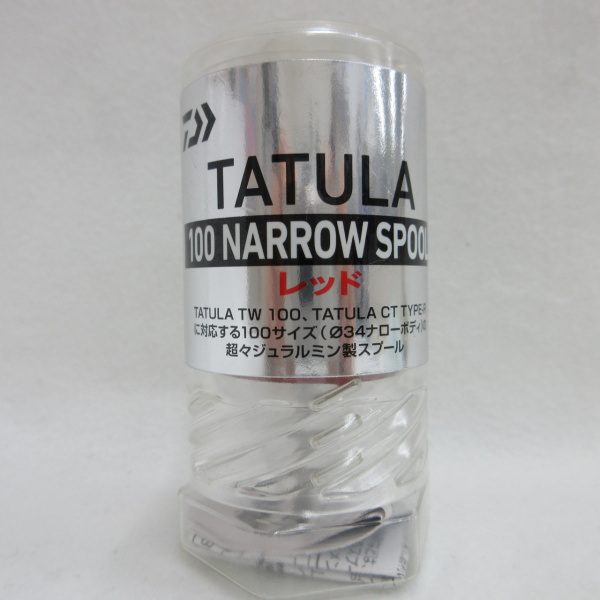 TATULA
100 NARROW SPOOL
レッド
TATULA TW 100、TATULA CT TYPE-R
に対応する100サイズ(Ø34ナローボディ)の
超々ジュラルミン製スプール